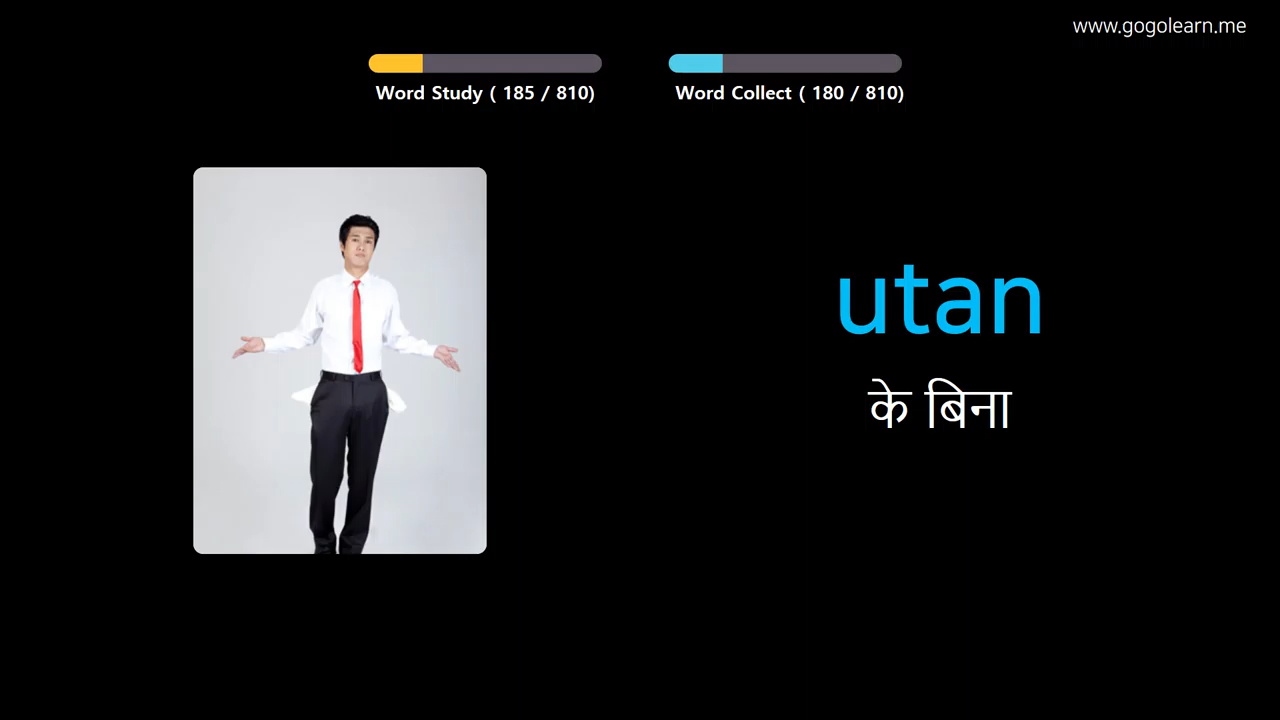 www.gogolearn.me
Word Study ( 185 / 810)
Word Collect ( 180 / 810)
utan
के बिना